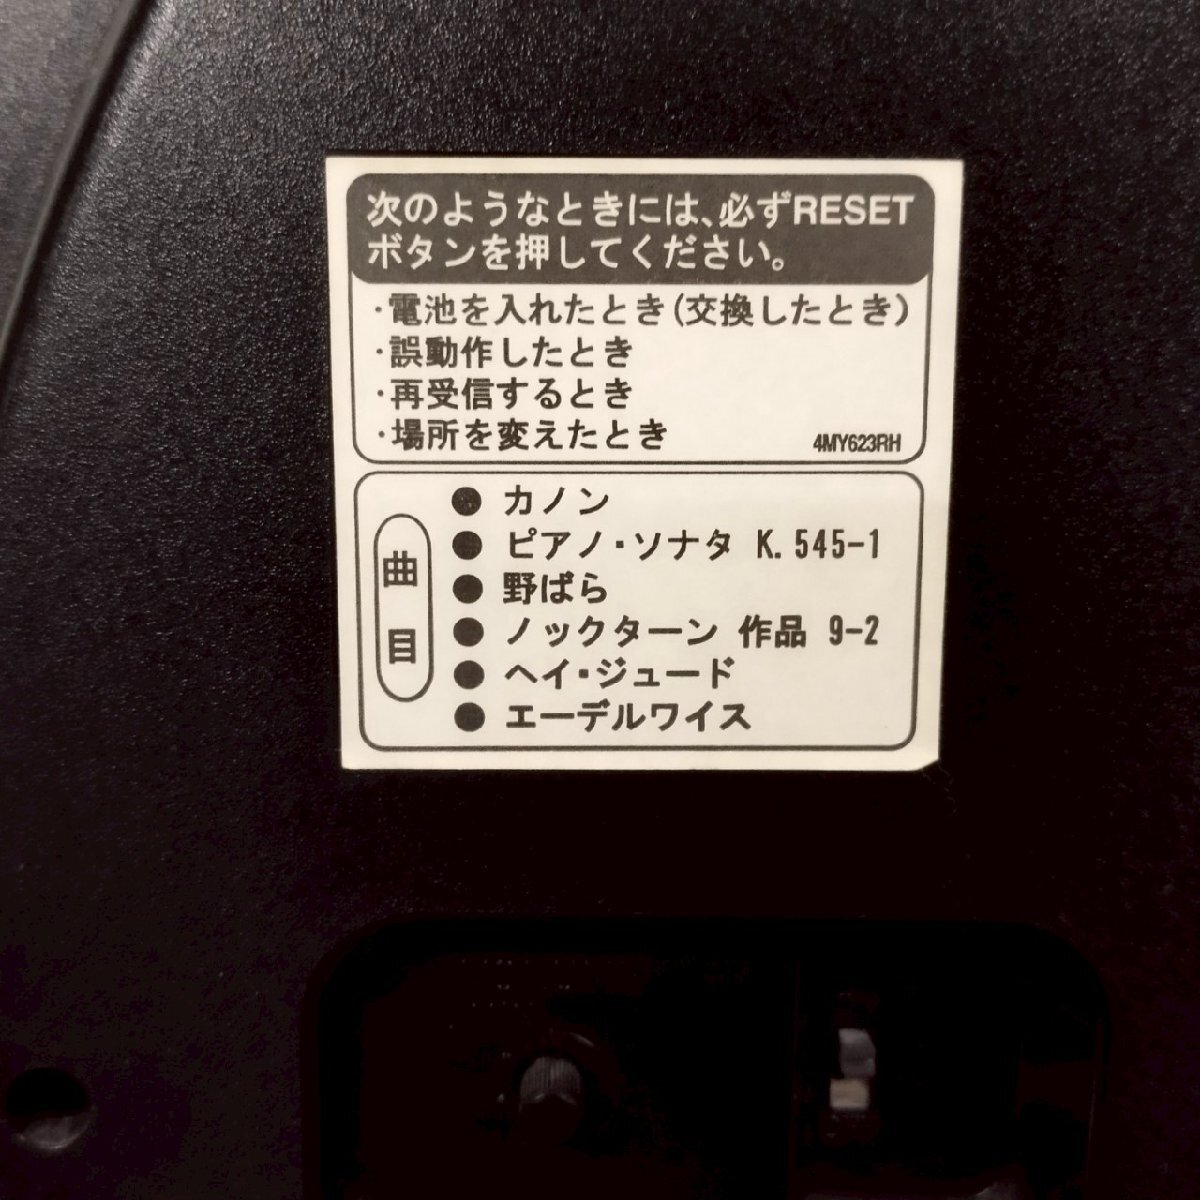 次のようなときには、必ずRESET
ボタンを押してください。
・電池を入れたとき(交換したとき)
・誤動作したとき
・再受信するとき
・場所を変えたとき 4MY623RH
曲目
● カノン
● ピアノ・ソナタ K. 545-1
● 野ばら
● ノックターン 作品 9-2
● ヘイ・ジュード
● エーデルワイス